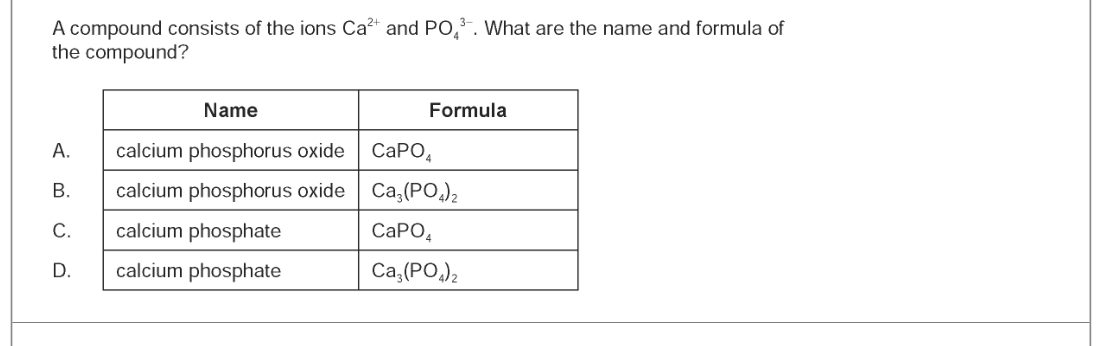 A compound consists of the ions Ca²⁺ and PO₄³⁻. What are the name and formula of
the compound?
Name Formula
A. calcium phosphorus oxide CaPO₄
B. calcium phosphorus oxide Ca₃(PO₄)₂
C. calcium phosphate CaPO₄
D. calcium phosphate Ca₃(PO₄)₂